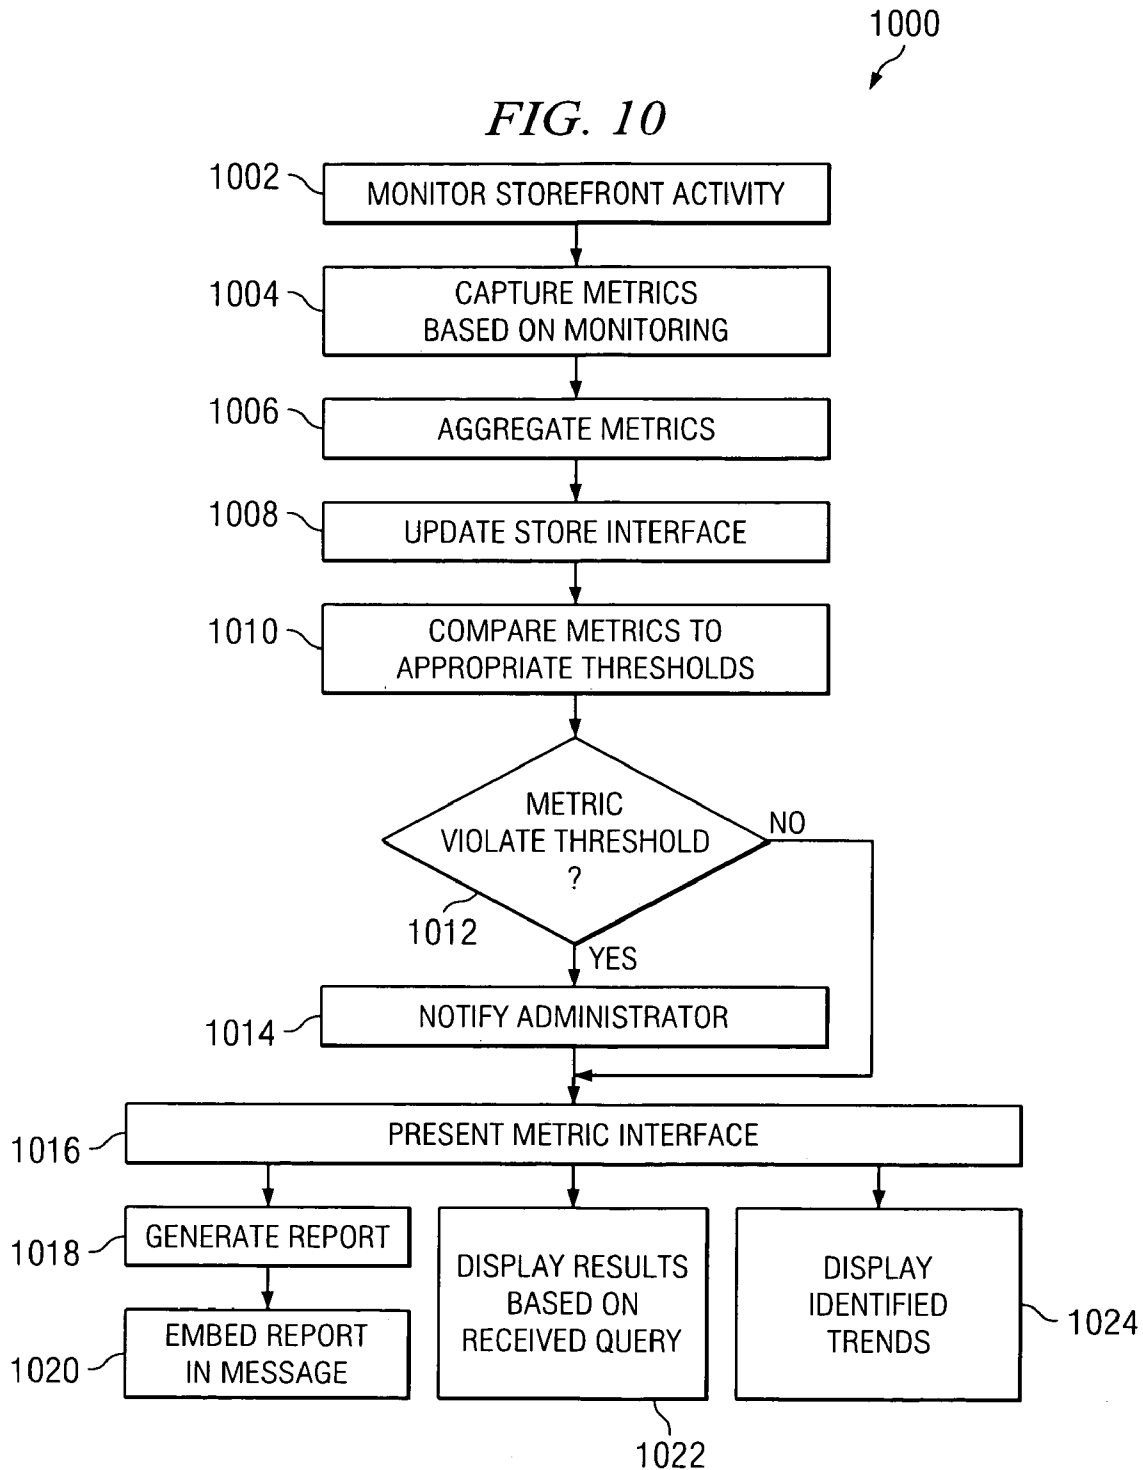 1000
FIG. 10
1002
MONITOR STOREFRONT ACTIVITY
1004
CAPTURE METRICS
BASED ON MONITORING
1006
AGGREGATE METRICS
1008
UPDATE STORE INTERFACE
1010
COMPARE METRICS TO
APPROPRIATE THRESHOLDS
METRIC
VIOLATE THRESHOLD
?
NO
1012
YES
1014
NOTIFY ADMINISTRATOR
1016
PRESENT METRIC INTERFACE
1018
GENERATE REPORT
1020
EMBED REPORT
IN MESSAGE
DISPLAY RESULTS
BASED ON
RECEIVED QUERY
1022
DISPLAY
IDENTIFIED
TRENDS
1024